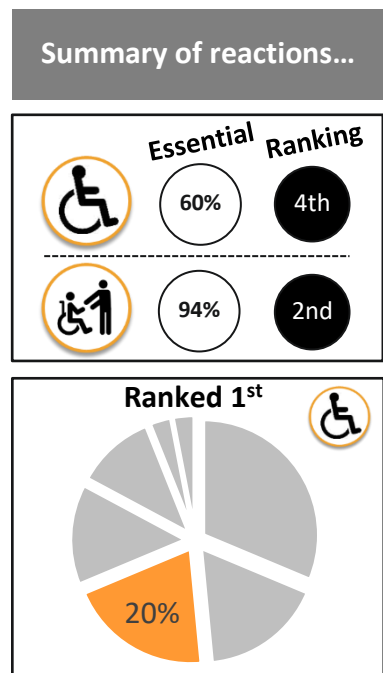 Summary of reactions…
Essential Ranking
60% 4th
94% 2nd
Ranked 1st
20%